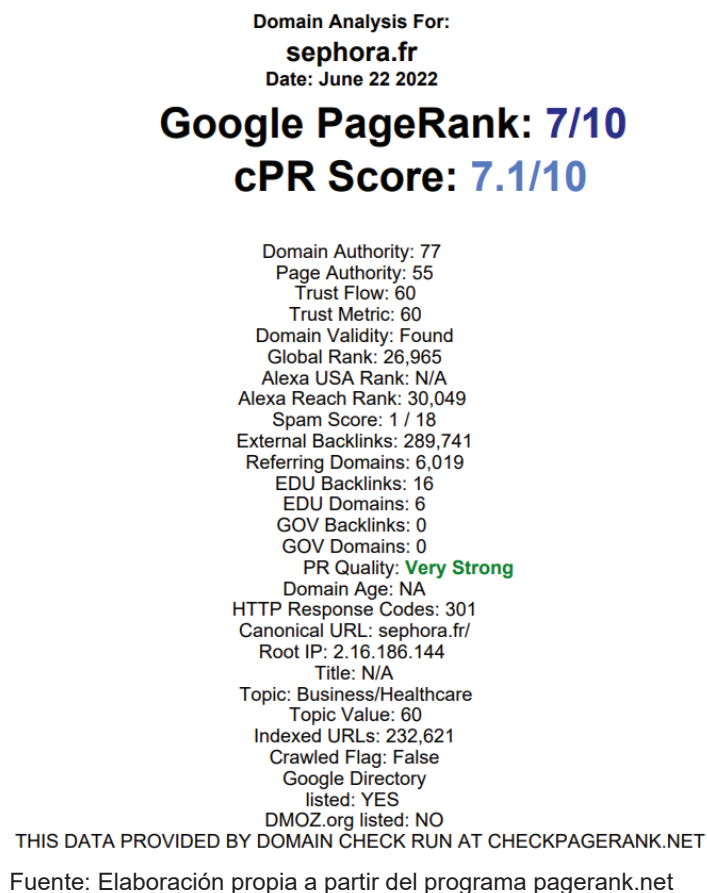 Domain Analysis For:
sephora.fr
Date: June 22 2022
Google PageRank: 7/10
cPR Score: 7.1/10
Domain Authority: 77
Page Authority: 55
Trust Flow: 60
Trust Metric: 60
Domain Validity: Found
Global Rank: 26,965
Alexa USA Rank: N/A
Alexa Reach Rank: 30,049
Spam Score: 1 / 18
External Backlinks: 289,741
Referring Domains: 6,019
EDU Backlinks: 16
EDU Domains: 6
GOV Backlinks: 0
GOV Domains: 0
PR Quality: Very Strong
Domain Age: NA
HTTP Response Codes: 301
Canonical URL: sephora.fr/
Root IP: 2.16.186.144
Title: N/A
Topic: Business/Healthcare
Topic Value: 60
Indexed URLs: 232,621
Crawled Flag: False
Google Directory
listed: YES
DMOZ.org listed: NO
THIS DATA PROVIDED BY DOMAIN CHECK RUN AT CHECKPAGERANK.NET
Fuente: Elaboración propia a partir del programa pagerank.net